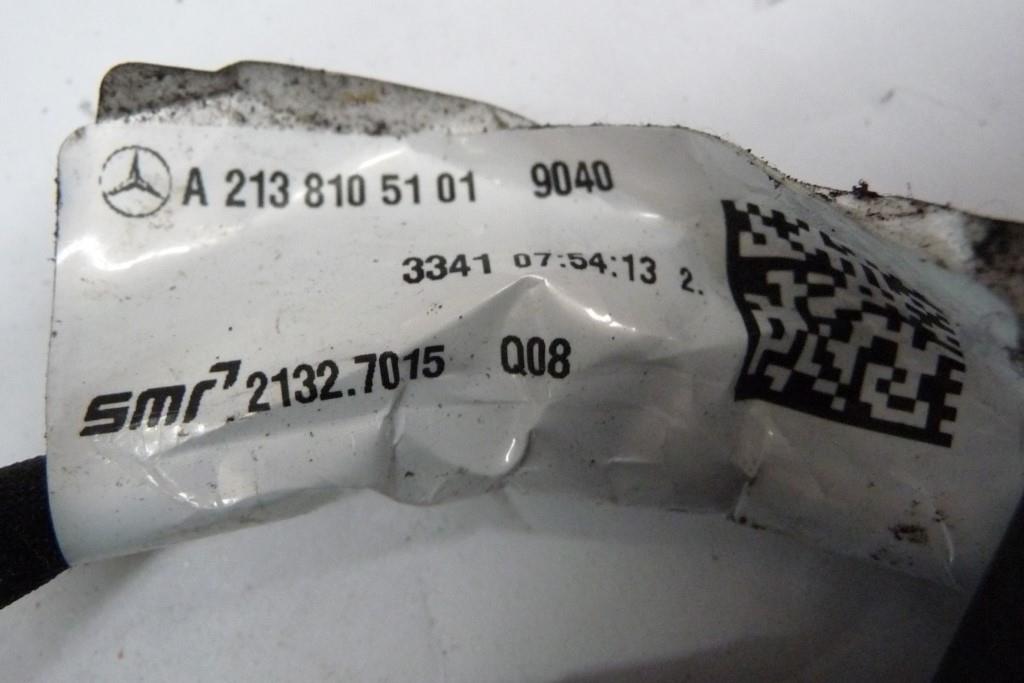 A 213 810 51 01 9040
3341 07:54:13 2.
smr 2132.7015 Q08